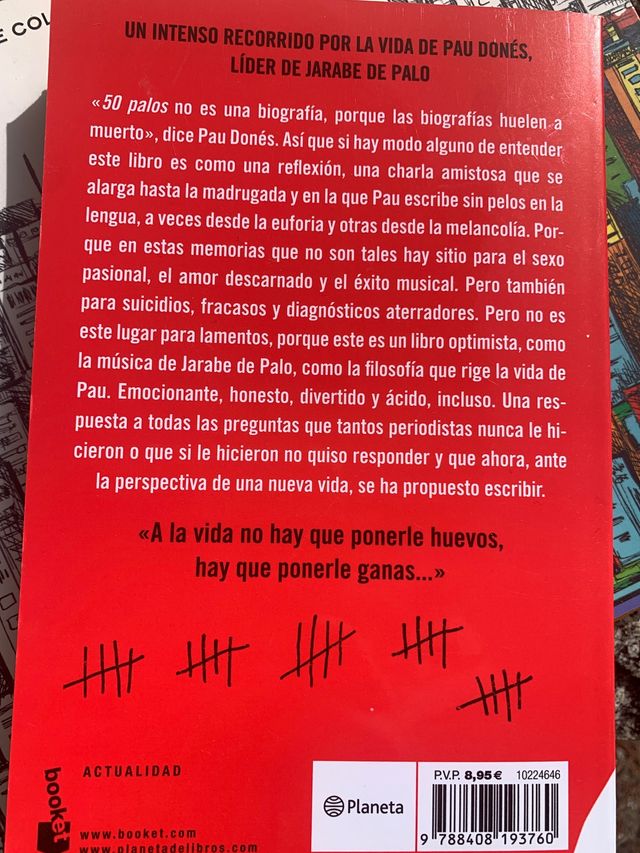 E COL
UN INTENSO RECORRIDO POR LA VIDA DE PAU DONÉS,
LÍDER DE JARABE DE PALO
«50 palos no es una biografía, porque las biografías huelen a
muerto», dice Pau Donés. Así que si hay modo alguno de entender
este libro es como una reflexión, una charla amistosa que se
alarga hasta la madrugada y en la que Pau escribe sin pelos en la
lengua, a veces desde la euforia y otras desde la melancolía. Por-
que en estas memorias que no son tales hay sitio para el sexo
pasional, el amor descarnado y el éxito musical. Pero también
para suicidios, fracasos y diagnósticos aterradores. Pero no es
este lugar para lamentos, porque este es un libro optimista, como
la música de Jarabe de Palo, como la filosofía que rige la vida de
Pau. Emocionante, honesto, divertido y ácido, incluso. Una res-
puesta a todas las preguntas que tantos periodistas nunca le hi-
cieron o que si le hicieron no quiso responder y que ahora, ante
la perspectiva de una nueva vida, se ha propuesto escribir.
«A la vida no hay que ponerle huevos,
hay que ponerle ganas...»
booket
ACTUALIDAD
www.booket.com
www.planetadelibros.com
Planeta
P.V.P. 8,95 € 10224646
9 788408 193760